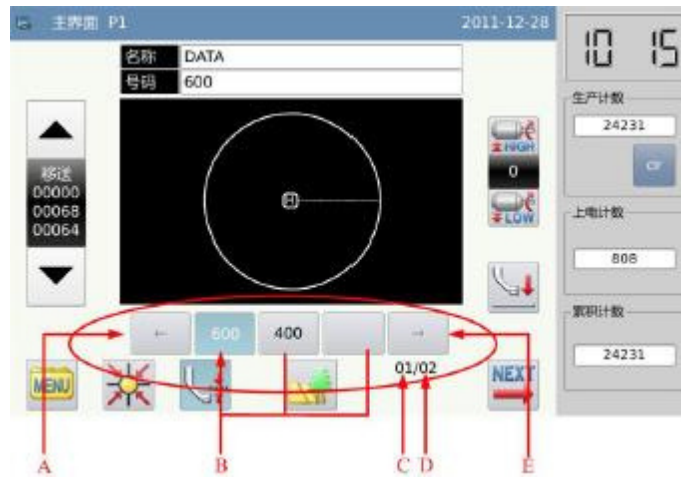 主界面 P1
2011-12-28
名称 DATA
号码 600
10 15
生产计数
24231
clr
移送
00000
00068
00064
HIGH
0
LOW
上电计数
808
← 600 400 →
累积计数
24231
01/02
MENU
NEXT
A B C D E